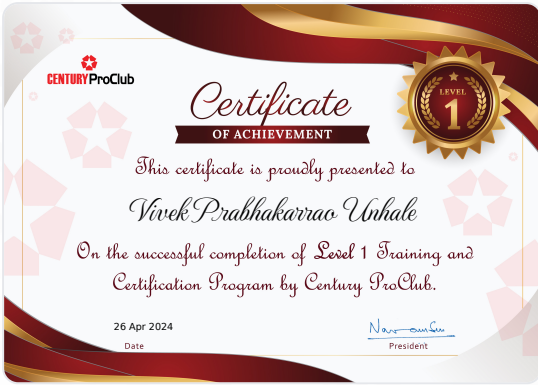 CENTURY ProClub
LEVEL
1
Certificate
OF ACHIEVEMENT
This certificate is proudly presented to
Vivek Prabhakarrao Unhale
On the successful completion of Level 1 Training and
Certification Program by Century ProClub.
26 Apr 2024
Date
President